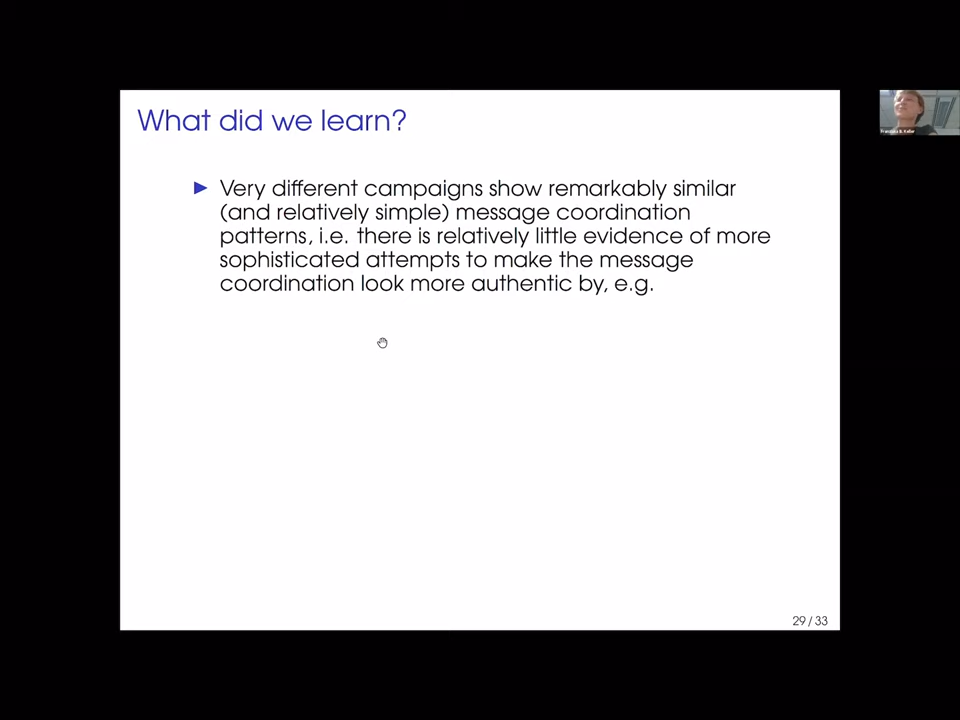 What did we learn?
▶ Very different campaigns show remarkably similar
(and relatively simple) message coordination
patterns, i.e. there is relatively little evidence of more
sophisticated attempts to make the message
coordination look more authentic by, e.g.
29 / 33